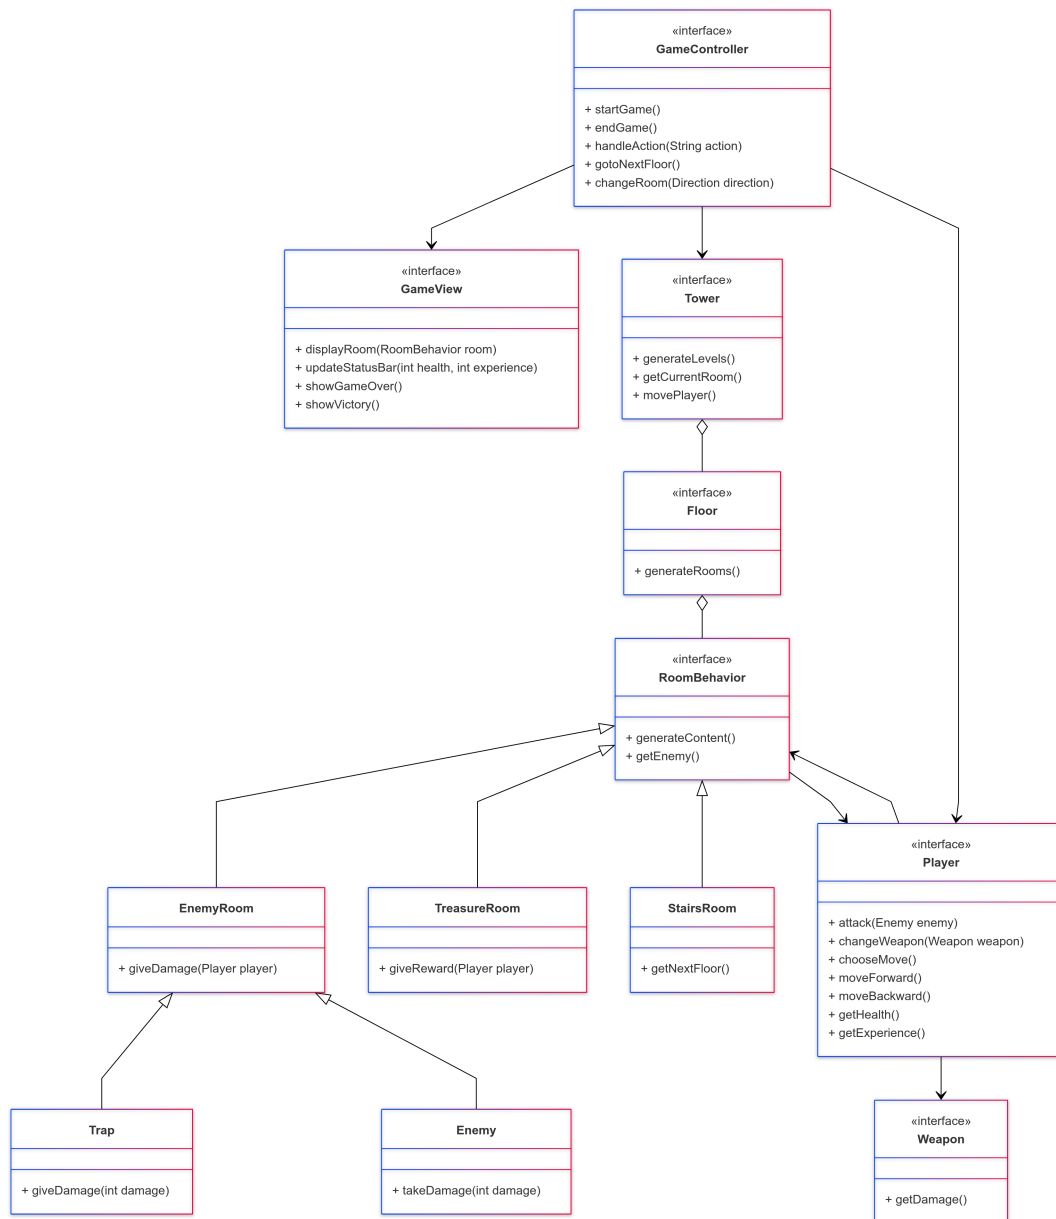 «interface»
GameController
+ startGame()
+ endGame()
+ handleAction(String action)
+ gotoNextFloor()
+ changeRoom(Direction direction)
«interface»
GameView
+ displayRoom(RoomBehavior room)
+ updateStatusBar(int health, int experience)
+ showGameOver()
+ showVictory()
«interface»
Tower
+ generateLevels()
+ getCurrentRoom()
+ movePlayer()
«interface»
Floor
+ generateRooms()
«interface»
RoomBehavior
+ generateContent()
+ getEnemy()
«interface»
Player
+ attack(Enemy enemy)
+ changeWeapon(Weapon weapon)
+ chooseMove()
+ moveForward()
+ moveBackward()
+ getHealth()
+ getExperience()
EnemyRoom
+ giveDamage(Player player)
TreasureRoom
+ giveReward(Player player)
StairsRoom
+ getNextFloor()
Trap
+ giveDamage(int damage)
Enemy
+ takeDamage(int damage)
«interface»
Weapon
+ getDamage()